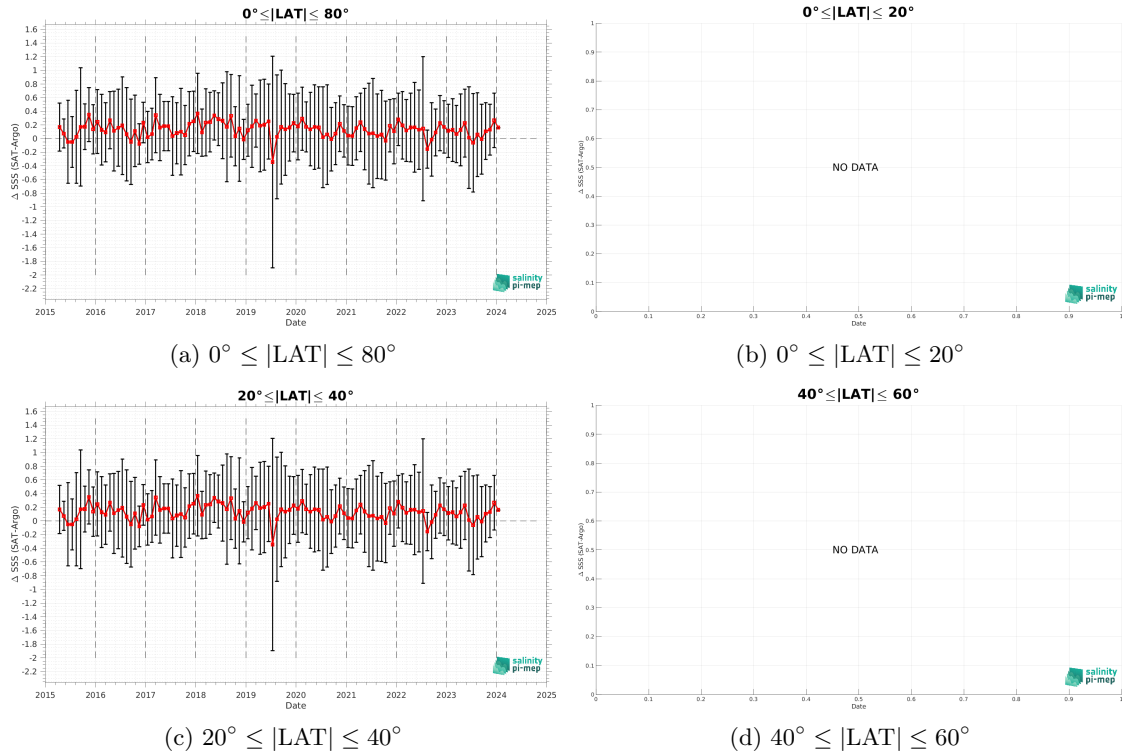 0°≤|LAT|≤ 80°
1.6
1.4
1.2
1
0.8
0.6
0.4
0.2
0
-0.2
-0.4
-0.6
-0.8
-1
-1.2
-1.4
-1.6
-1.8
-2
-2.2
Δ SSS (SAT-Argo)
2015 2016 2017 2018 2019 2020 2021 2022 2023 2024 2025
Date
salinity
pi-mep
(a) 0° ≤ |LAT| ≤ 80°
0°≤|LAT|≤ 20°
1
0.9
0.8
0.7
0.6
0.5
0.4
0.3
0.2
0.1
0
Δ SSS (SAT-Argo)
NO DATA
0 0.1 0.2 0.3 0.4 0.5 0.6 0.7 0.8 0.9 1
Date
salinity
pi-mep
(b) 0° ≤ |LAT| ≤ 20°
20°≤|LAT|≤ 40°
1.6
1.4
1.2
1
0.8
0.6
0.4
0.2
0
-0.2
-0.4
-0.6
-0.8
-1
-1.2
-1.4
-1.6
-1.8
-2
-2.2
Δ SSS (SAT-Argo)
2015 2016 2017 2018 2019 2020 2021 2022 2023 2024 2025
Date
salinity
pi-mep
(c) 20° ≤ |LAT| ≤ 40°
40°≤|LAT|≤ 60°
1
0.9
0.8
0.7
0.6
0.5
0.4
0.3
0.2
0.1
0
Δ SSS (SAT-Argo)
NO DATA
0 0.1 0.2 0.3 0.4 0.5 0.6 0.7 0.8 0.9 1
Date
salinity
pi-mep
(d) 40° ≤ |LAT| ≤ 60°